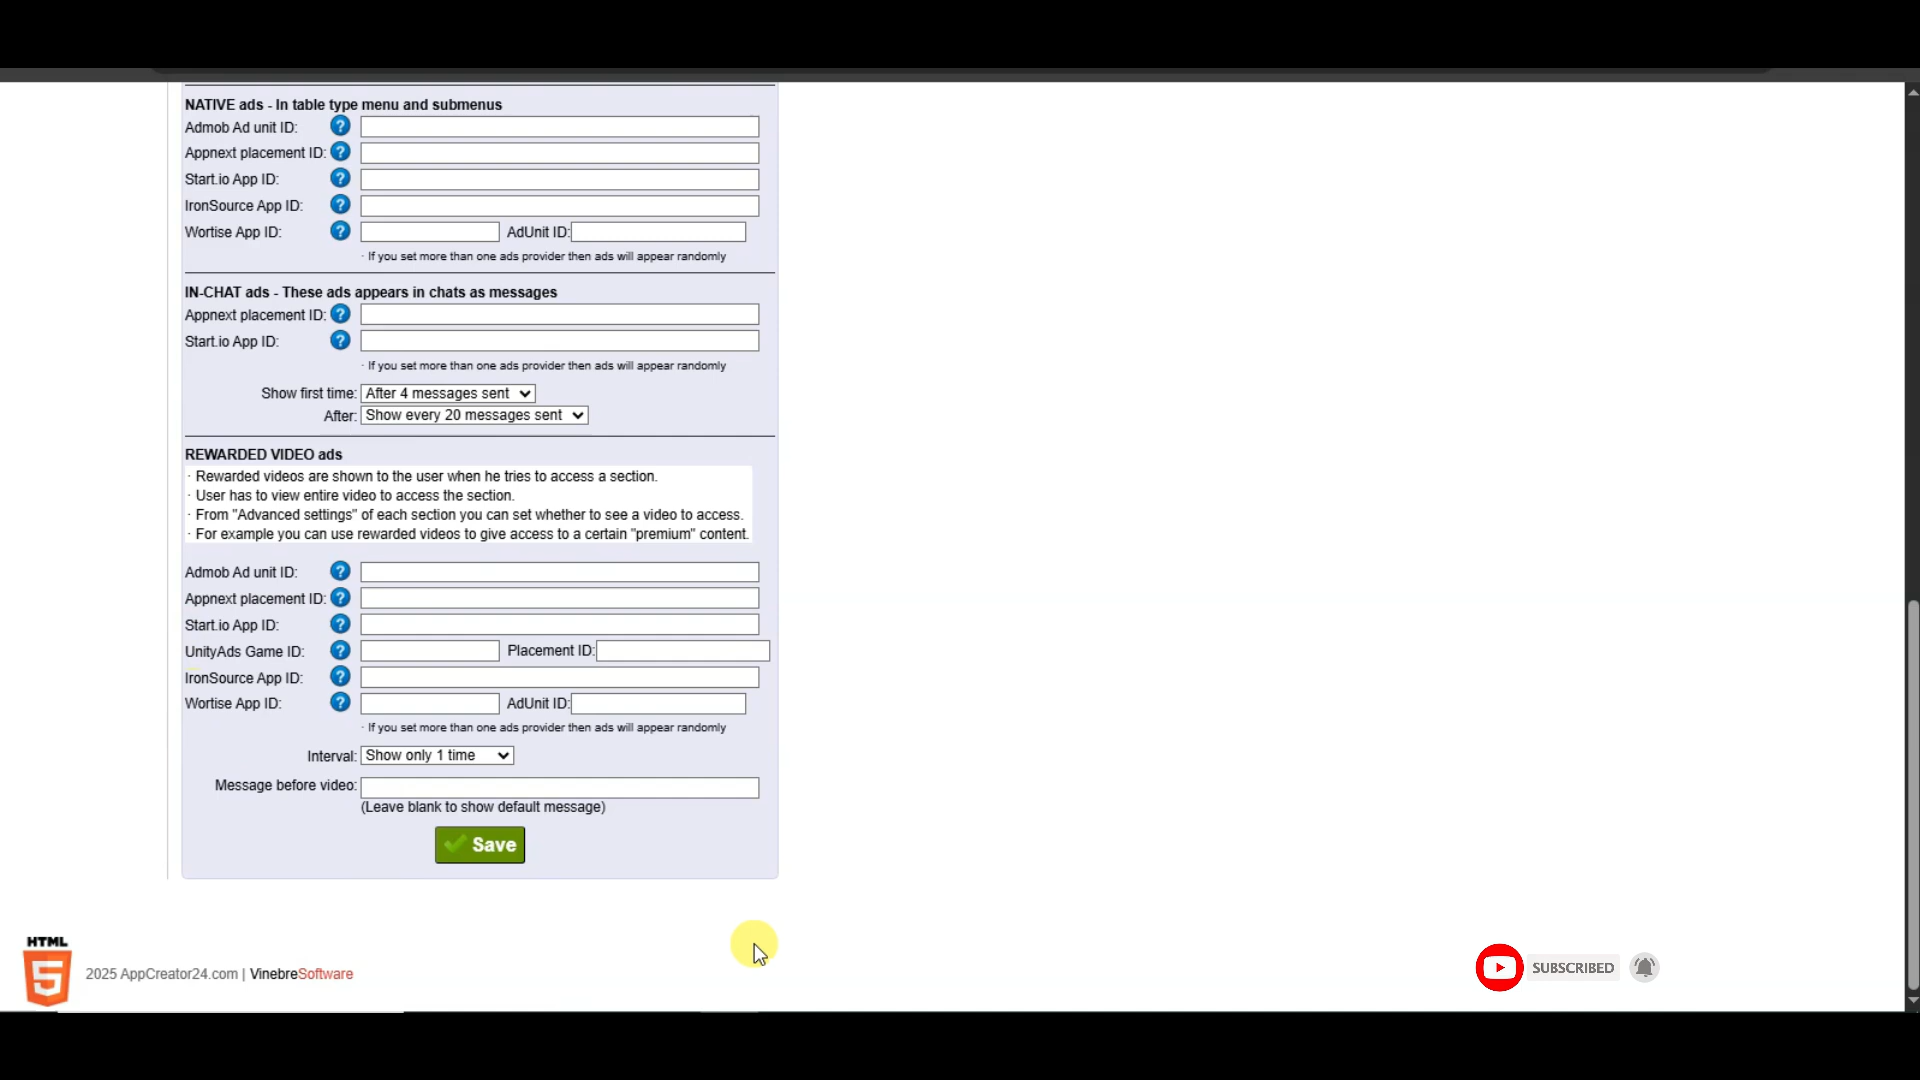 NATIVE ads - In table type menu and submenus
Admob Ad unit ID: ?
Appnext placement ID: ?
Start.io App ID: ?
IronSource App ID: ?
Wortise App ID: ? AdUnit ID:
· If you set more than one ads provider then ads will appear randomly
IN-CHAT ads - These ads appears in chats as messages
Appnext placement ID: ?
Start.io App ID: ?
· If you set more than one ads provider then ads will appear randomly
Show first time: After 4 messages sent
After: Show every 20 messages sent
REWARDED VIDEO ads
· Rewarded videos are shown to the user when he tries to access a section.
· User has to view entire video to access the section.
· From "Advanced settings" of each section you can set whether to see a video to access.
· For example you can use rewarded videos to give access to a certain "premium" content.
Admob Ad unit ID: ?
Appnext placement ID: ?
Start.io App ID: ?
UnityAds Game ID: ? Placement ID:
IronSource App ID: ?
Wortise App ID: ? AdUnit ID:
· If you set more than one ads provider then ads will appear randomly
Interval: Show only 1 time
Message before video:
(Leave blank to show default message)
Save
HTML
5
2025 AppCreator24.com | VinebreSoftware
SUBSCRIBED